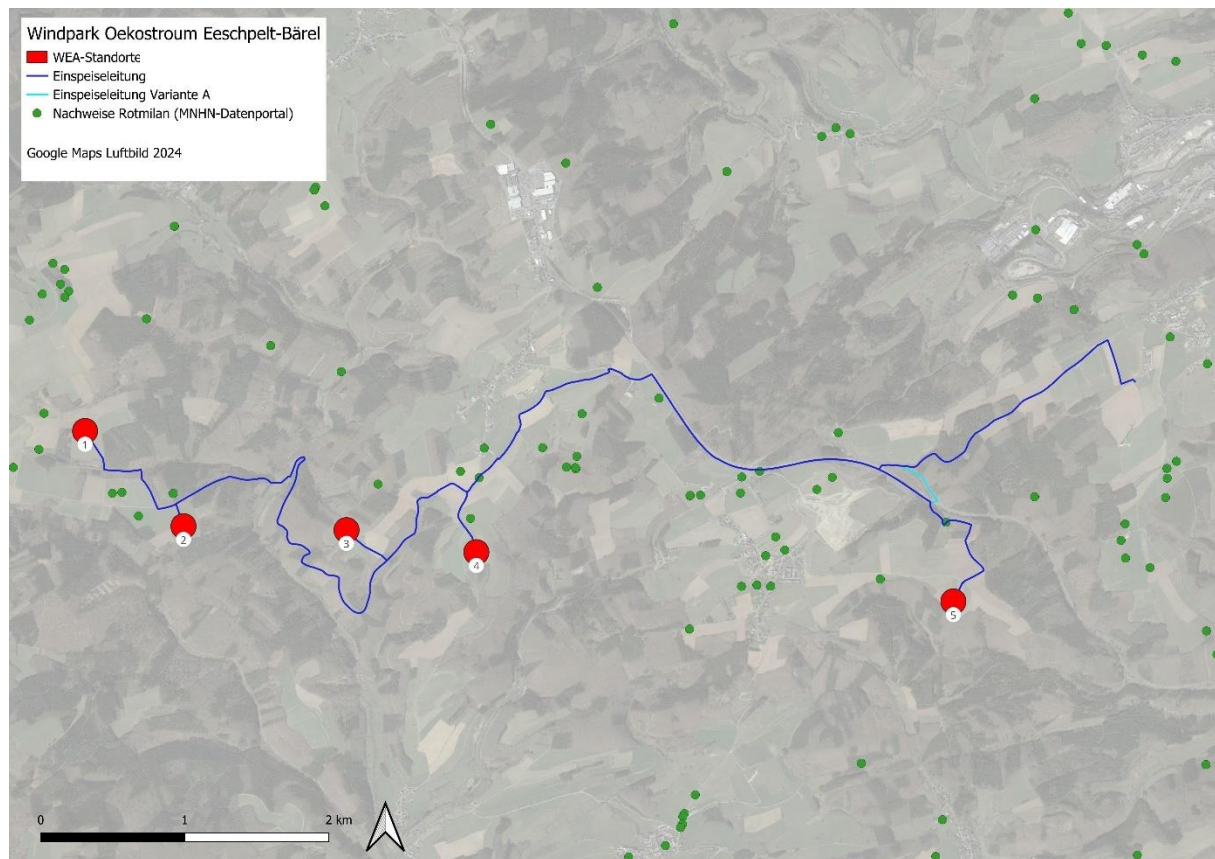 Windpark Oekostroum Eeschpelt-Bärel
WEA-Standorte
Einspeiseleitung
Einspeiseleitung Variante A
Nachweise Rotmilan (MNHN-Datenportal)
Google Maps Luftbild 2024
1
2
3
4
5
0 1 2 km